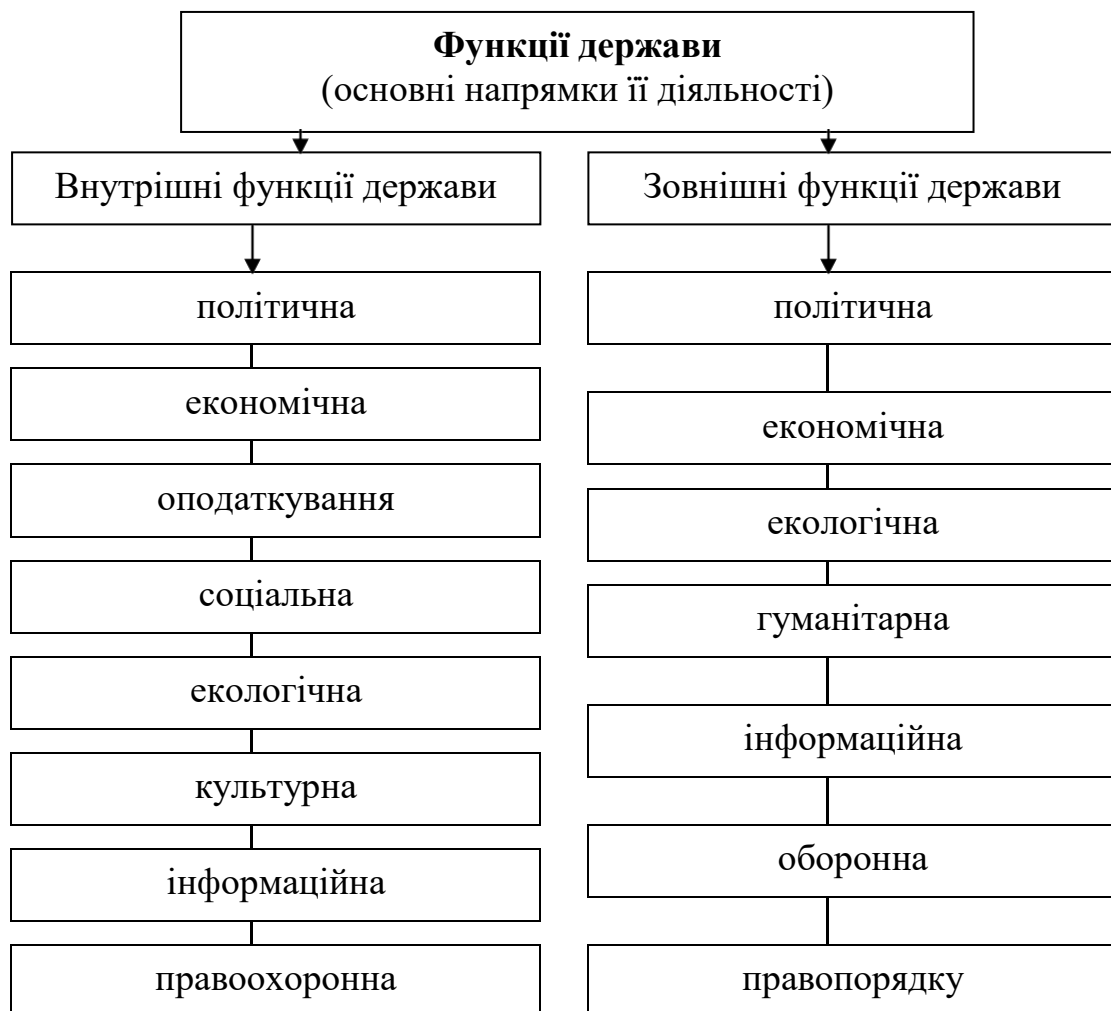 Функції держави
(основні напрямки її діяльності)
Внутрішні функції держави
політична
економічна
оподаткування
соціальна
екологічна
культурна
інформаційна
правоохоронна
Зовнішні функції держави
політична
економічна
екологічна
гуманітарна
інформаційна
оборонна
правопорядку